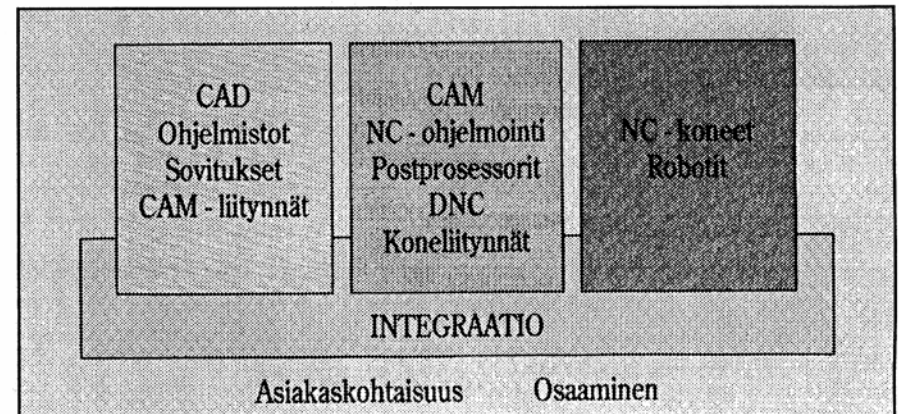 CAD
Ohjelmistot
Sovitukset
CAM - liitynnät
CAM
NC - ohjelmointi
Postprosessorit
DNC
Koneliitynnät
NC - koneet
Robotit
INTEGRAATIO
Asiakaskohtaisuus Osaaminen